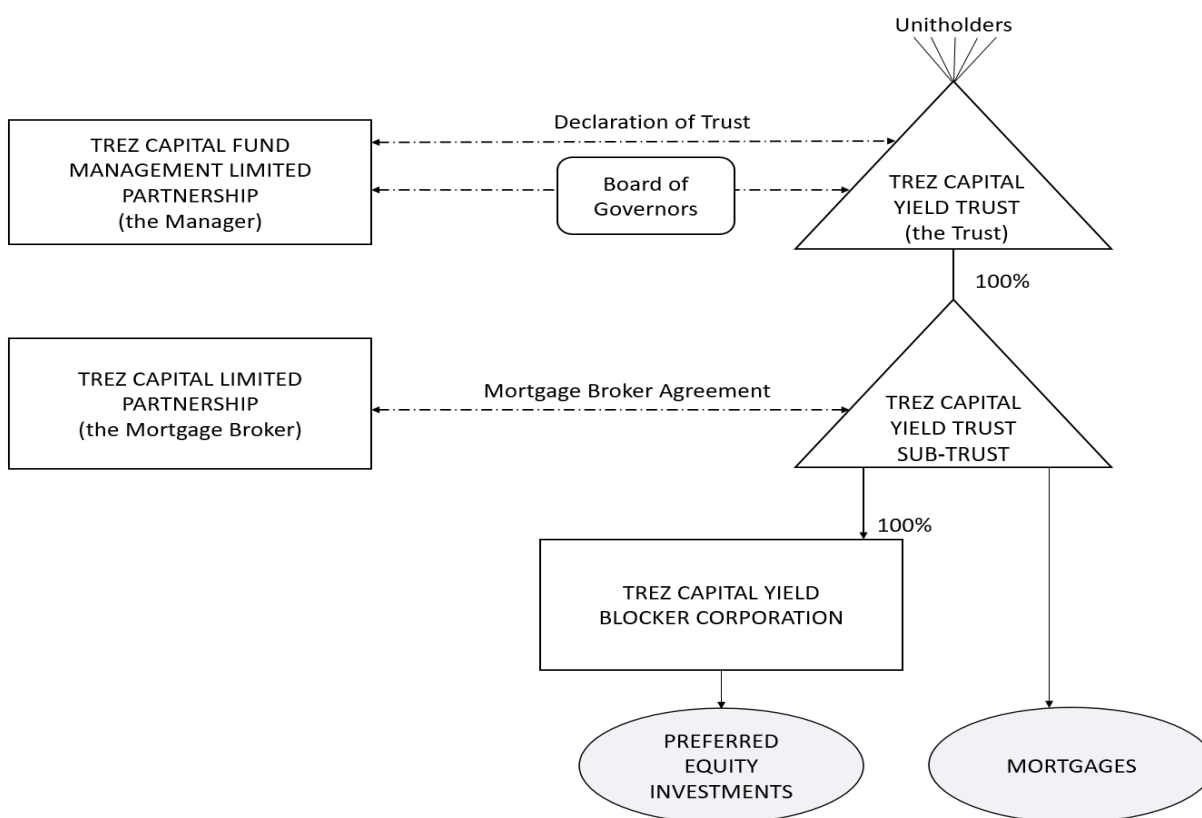 Unitholders
Declaration of Trust
TREZ CAPITAL FUND
MANAGEMENT LIMITED
PARTNERSHIP
(the Manager)
Board of
Governors
TREZ CAPITAL
YIELD TRUST
(the Trust)
100%
TREZ CAPITAL LIMITED
PARTNERSHIP
(the Mortgage Broker)
Mortgage Broker Agreement
TREZ CAPITAL
YIELD TRUST
SUB-TRUST
100%
TREZ CAPITAL YIELD
BLOCKER CORPORATION
PREFERRED
EQUITY
INVESTMENTS
MORTGAGES